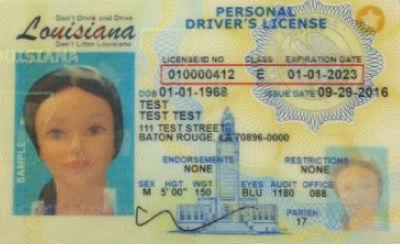 Don't Drink and Drive
Louisiana
Don't Litter Louisiana
PERSONAL
DRIVER'S LICENSE
LOUISIANA
LICENSE/ID NO CLASS EXPIRATION DATE
010000412 E 01-01-2023
DOB 01-01-1968 ISSUE DATE 09-29-2016
TEST
TEST TEST
111 TEST STREET
BATON ROUGE, LA 70896-0000
SAMPLE
ENDORSEMENTS RESTRICTIONS
NONE NONE
SEX HGT WGT EYES AUDIT OFFICE
M 5' 00" 150 BLU 1180 088
PARISH
17